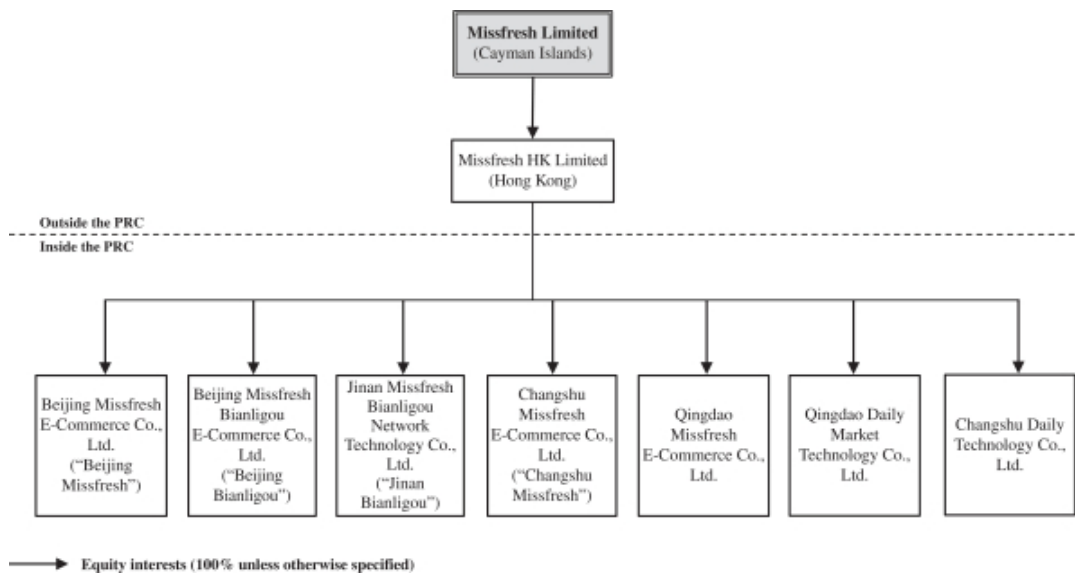 Missfresh Limited
(Cayman Islands)
Missfresh HK Limited
(Hong Kong)
Outside the PRC
Inside the PRC
Beijing Missfresh
E-Commerce Co.,
Ltd.
(“Beijing
Missfresh”)
Beijing Missfresh
Bianligou
E-Commerce Co.,
Ltd.
(“Beijing
Bianligou”)
Jinan Missfresh
Bianligou
Network
Technology Co.,
Ltd.
(“Jinan
Bianligou”)
Changshu
Missfresh
E-Commerce Co.,
Ltd.
(“Changshu
Missfresh”)
Qingdao
Missfresh
E-Commerce Co.,
Ltd.
Qingdao Daily
Market
Technology Co.,
Ltd.
Changshu Daily
Technology Co.,
Ltd.
Equity interests (100% unless otherwise specified)